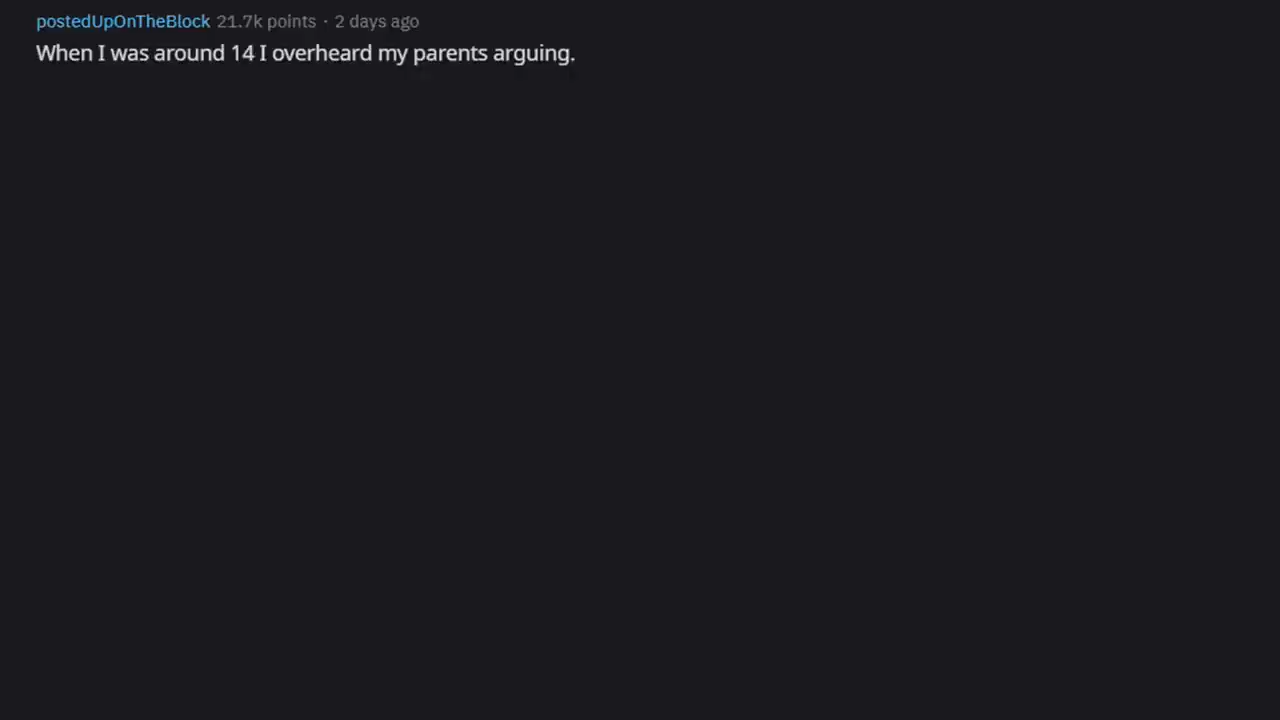 postedUpOnTheBlock 21.7k points · 2 days ago
When I was around 14 I overheard my parents arguing.